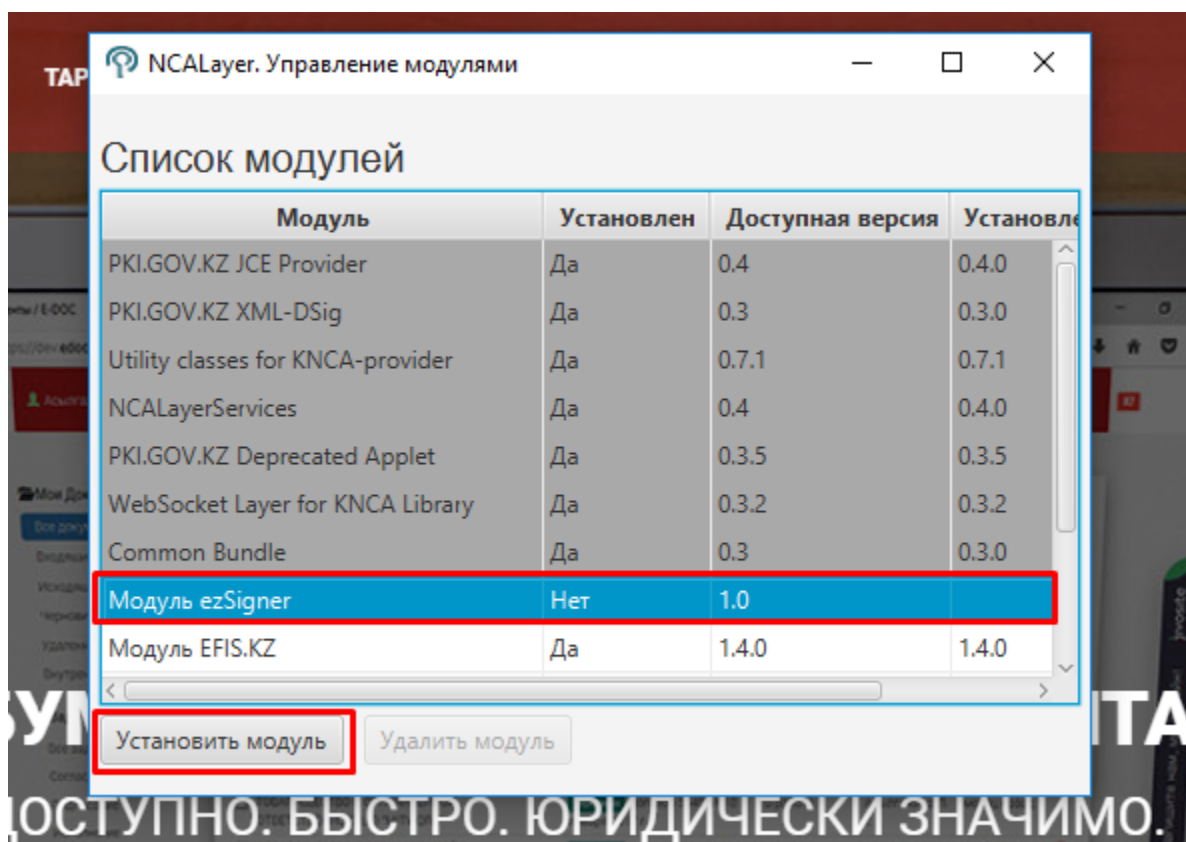 ТАР
NCALayer. Управление модулями
Список модулей
Модуль Установлен Доступная версия Установле
PKI.GOV.KZ JCE Provider Да 0.4 0.4.0
PKI.GOV.KZ XML-DSig Да 0.3 0.3.0
Utility classes for KNCA-provider Да 0.7.1 0.7.1
NCALayerServices Да 0.4 0.4.0
PKI.GOV.KZ Deprecated Applet Да 0.3.5 0.3.5
WebSocket Layer for KNCA Library Да 0.3.2 0.3.2
Common Bundle Да 0.3 0.3.0
Модуль ezSigner Нет 1.0
Модуль EFIS.KZ Да 1.4.0 1.4.0
Установить модуль Удалить модуль
БУМ ТА
ДОСТУПНО. БЫСТРО. ЮРИДИЧЕСКИ ЗНАЧИМО.